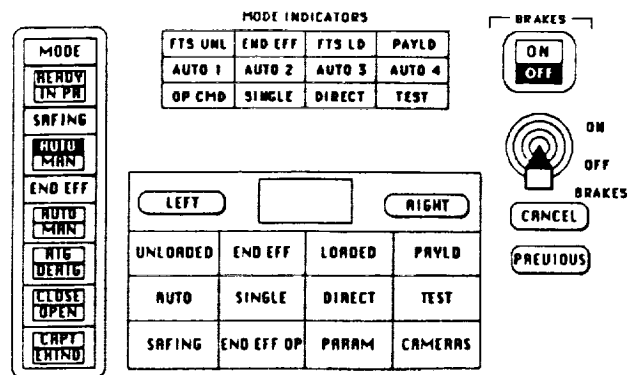 MODE INDICATORS
FTS UNL END EFF FTS LD PAYLD
AUTO 1 AUTO 2 AUTO 3 AUTO 4
OP CMD SINGLE DIRECT TEST
BRAKES
ON
OFF
MODE
READY
IN PR
SAFING
AUTO
MAN
END EFF
AUTO
MAN
RIG
DERIG
CLOSE
OPEN
CAPT
EXTND
LEFT RIGHT
UNLOADED END EFF LOADED PAYLD
AUTO SINGLE DIRECT TEST
SAFING END EFF OP PARAM CAMERAS
ON
OFF
BRAKES
CANCEL
PREVIOUS